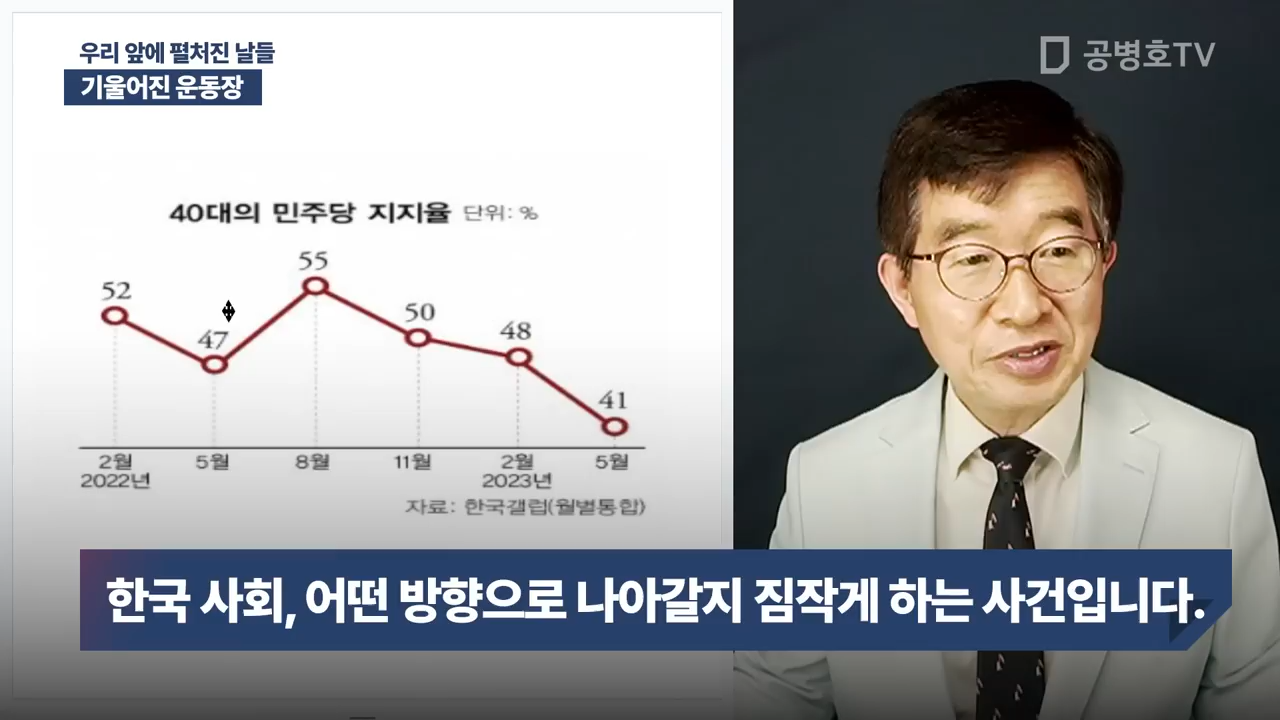 우리 앞에 펼처진 날들
기울어진 운동장
공병호TV
40대의 민주당 지지율 단위: %
52
47
55
50
48
41
2월 5월 8월 11월 2월 5월
2022년 2023년
자료: 한국갤럽(월별통합)
한국 사회, 어떤 방향으로 나아갈지 짐작게 하는 사건입니다.